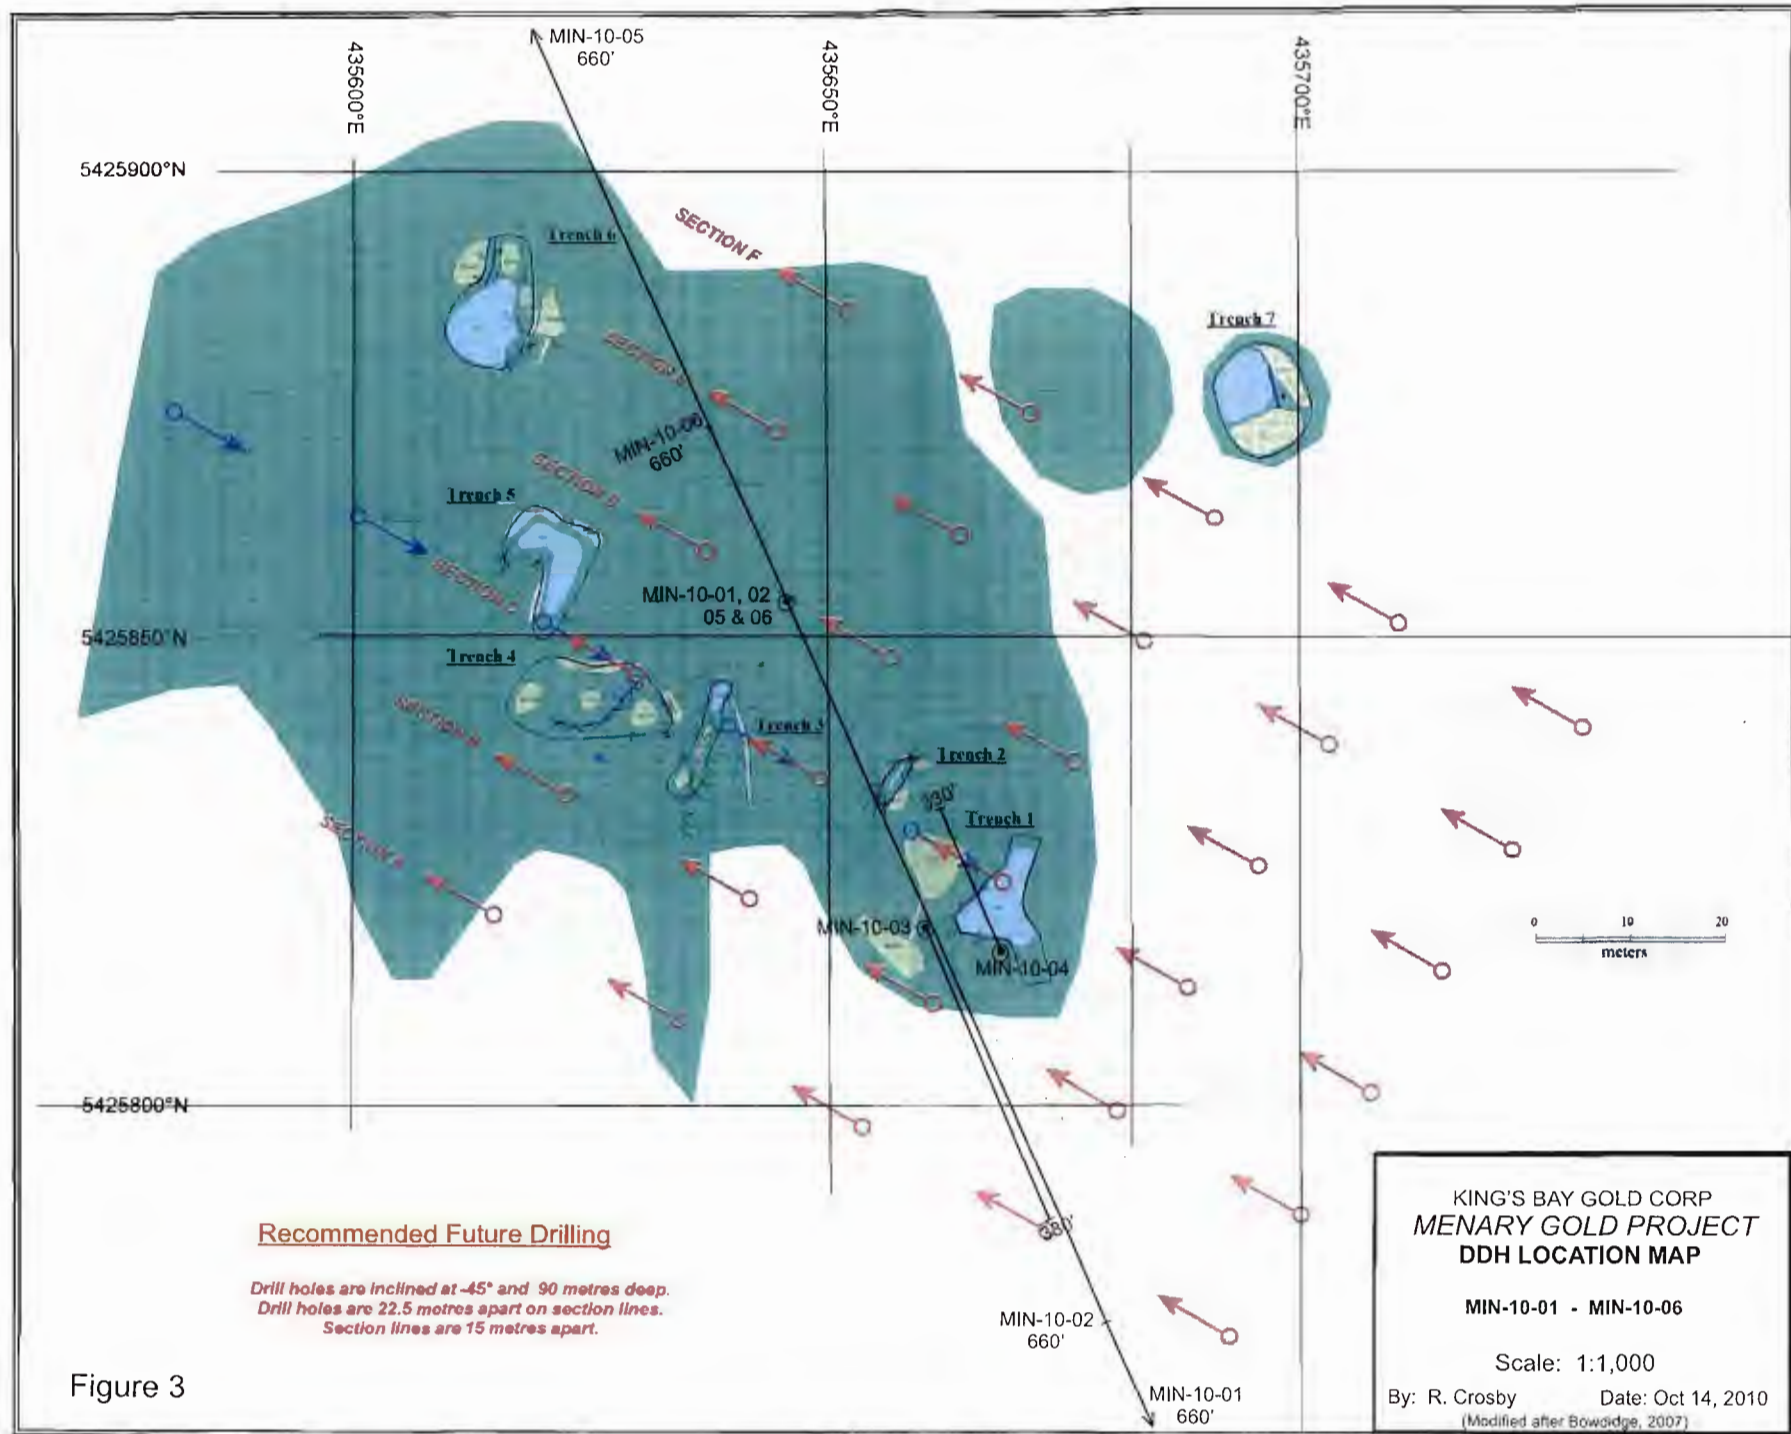 MIN-10-05
660'
435600°E
435650°E
435700°E
5425900°N
SECTION F
Trench 6
Trench 7
SECTION E
MIN-10-06
660'
SECTION D
Trench 5
SECTION C
MIN-10-01, 02
05 & 06
5425850°N
Trench 4
SECTION B
Trench 3
Trench 2
330'
Trench 1
SECTION A
MIN-10-03
MIN-10-04
0 10 20
meters
5425800°N
380'
Recommended Future Drilling
Drill holes are inclined at -45° and 90 metres deep.
Drill holes are 22.5 metres apart on section lines.
Section lines are 15 metres apart.
MIN-10-02
660'
MIN-10-01
660'
Figure 3
KING'S BAY GOLD CORP
MENARY GOLD PROJECT
DDH LOCATION MAP
MIN-10-01 - MIN-10-06
Scale: 1:1,000
By: R. Crosby Date: Oct 14, 2010
(Modified after Bowdidge, 2007)